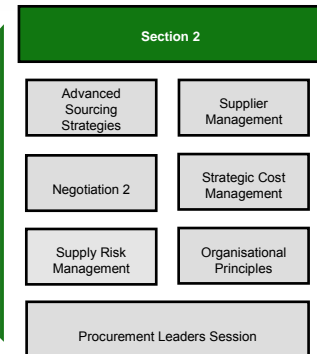 Section 2
Advanced
Sourcing
Strategies
Supplier
Management
Negotiation 2
Strategic Cost
Management
Supply Risk
Management
Organisational
Principles
Procurement Leaders Session